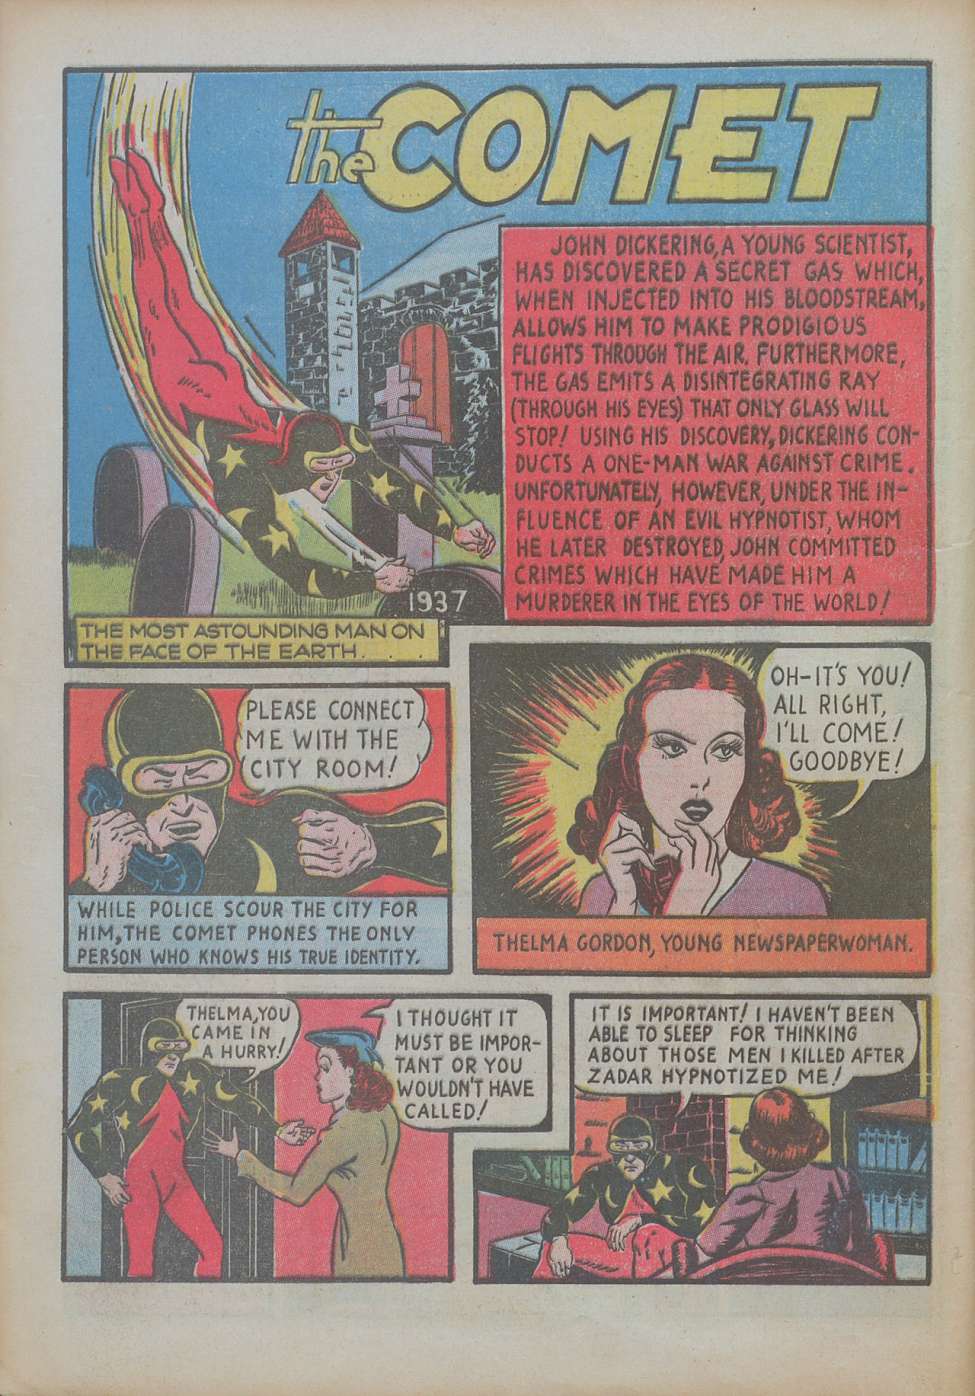 the COMET
JOHN DICKERING, A YOUNG SCIENTIST,
HAS DISCOVERED A SECRET GAS WHICH,
WHEN INJECTED INTO HIS BLOODSTREAM,
ALLOWS HIM TO MAKE PRODIGIOUS
FLIGHTS THROUGH THE AIR. FURTHERMORE,
THE GAS EMITS A DISINTEGRATING RAY
(THROUGH HIS EYES) THAT ONLY GLASS WILL
STOP! USING HIS DISCOVERY, DICKERING CON-
DUCTS A ONE-MAN WAR AGAINST CRIME.
UNFORTUNATELY, HOWEVER, UNDER THE IN-
FLUENCE OF AN EVIL HYPNOTIST, WHOM
HE LATER DESTROYED, JOHN COMMITTED
CRIMES WHICH HAVE MADE HIM A
MURDERER IN THE EYES OF THE WORLD!
1937
THE MOST ASTOUNDING MAN ON
THE FACE OF THE EARTH. . . .
PLEASE CONNECT
ME WITH THE
CITY ROOM!
WHILE POLICE SCOUR THE CITY FOR
HIM, THE COMET PHONES THE ONLY
PERSON WHO KNOWS HIS TRUE IDENTITY.
OH-IT'S YOU!
ALL RIGHT,
I'LL COME!
GOODBYE!
THELMA GORDON, YOUNG NEWSPAPERWOMAN.
THELMA, YOU
CAME IN
A HURRY!
I THOUGHT IT
MUST BE IMPOR-
TANT OR YOU
WOULDN'T HAVE
CALLED!
IT IS IMPORTANT! I HAVEN'T BEEN
ABLE TO SLEEP FOR THINKING
ABOUT THOSE MEN I KILLED AFTER
ZADAR HYPNOTIZED ME!